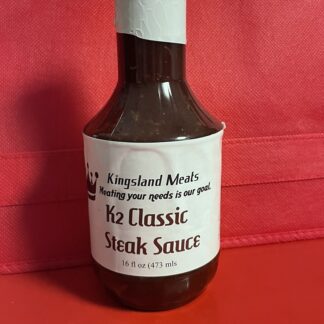 Kingsland Meats
Meating your needs is our goal.
K2 Classic
Steak Sauce
16 fl oz (473 mls